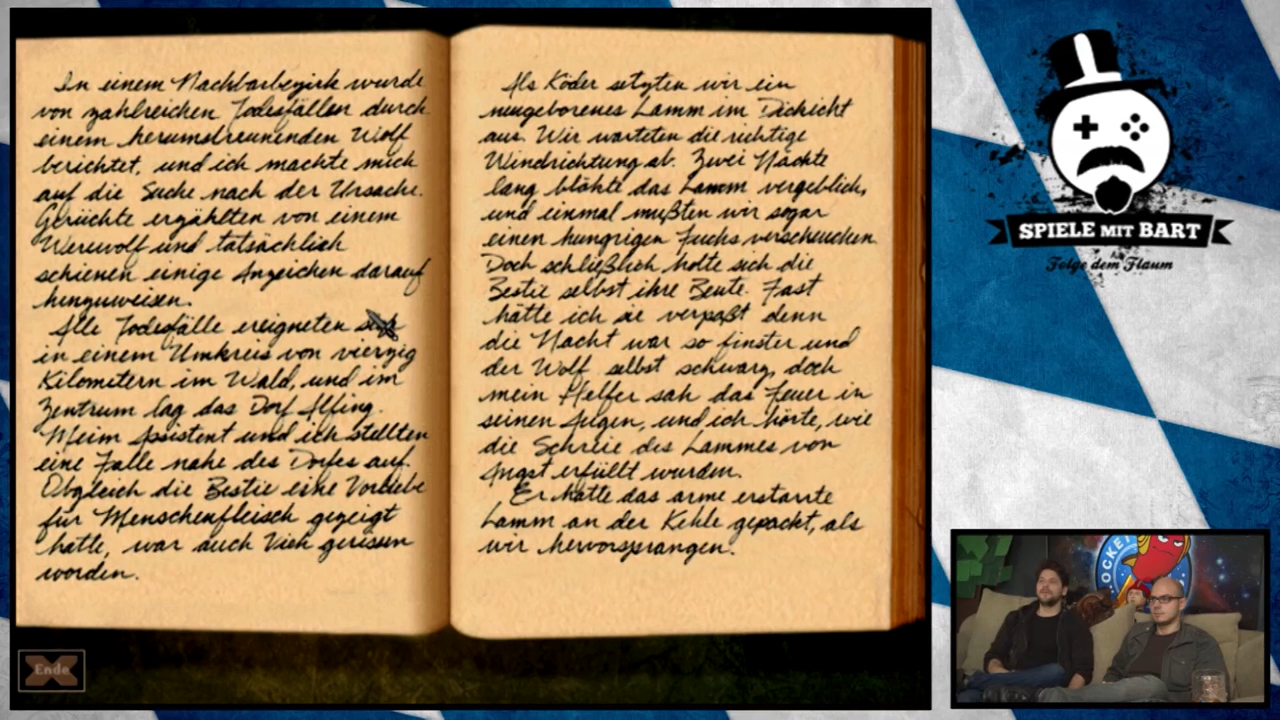 In einem Nachbarbezirk wurde
von zahlreichen Todesfällen durch
einem herumstreunenden Wolf
berichtet, und ich machte mich
auf die Suche nach der Ursache.
Gerüchte erzählten von einem
Werewolf und tatsächlich
schienen einige Anzeichen darauf
hinzuweisen.
Alle Todesfälle ereigneten sich
in einem Umkreis von vierzig
Kilometern im Wald, und im
Zentrum lag das Dorf Alfing.
Meim Assistent und ich stellten
eine Falle nahe des Dorfes auf.
Obgleich die Bestie eine Vorliebe
für Menschenfleisch gezeigt
hatte, war auch Vieh gerissen
worden.
Als Köder setzten wir ein
neugeborenes Lamm im Dickicht
aus. Wir warteten die richtige
Windrichtung ab. Zwei Nächte
lang blökte das Lamm vergeblich,
und einmal mußten wir sogar
einen hungrigen Fuchs verscheuchen.
Doch schließlich holte sich die
Bestie selbst ihre Beute. Fast
hätte ich sie verpaßt denn
die Nacht war so finster und
der Wolf selbst schwarz, doch
mein Helfer sah das Feuer in
seinen Augen, und ich hörte, wie
die Schreie des Lammes von
Angst erfüllt wurden.
Er hatte das arme erstarrte
Lamm an der Kehle gepackt, als
wir hervorsprangen.
Ende
SPIELE MIT BART
Folge dem Flaum